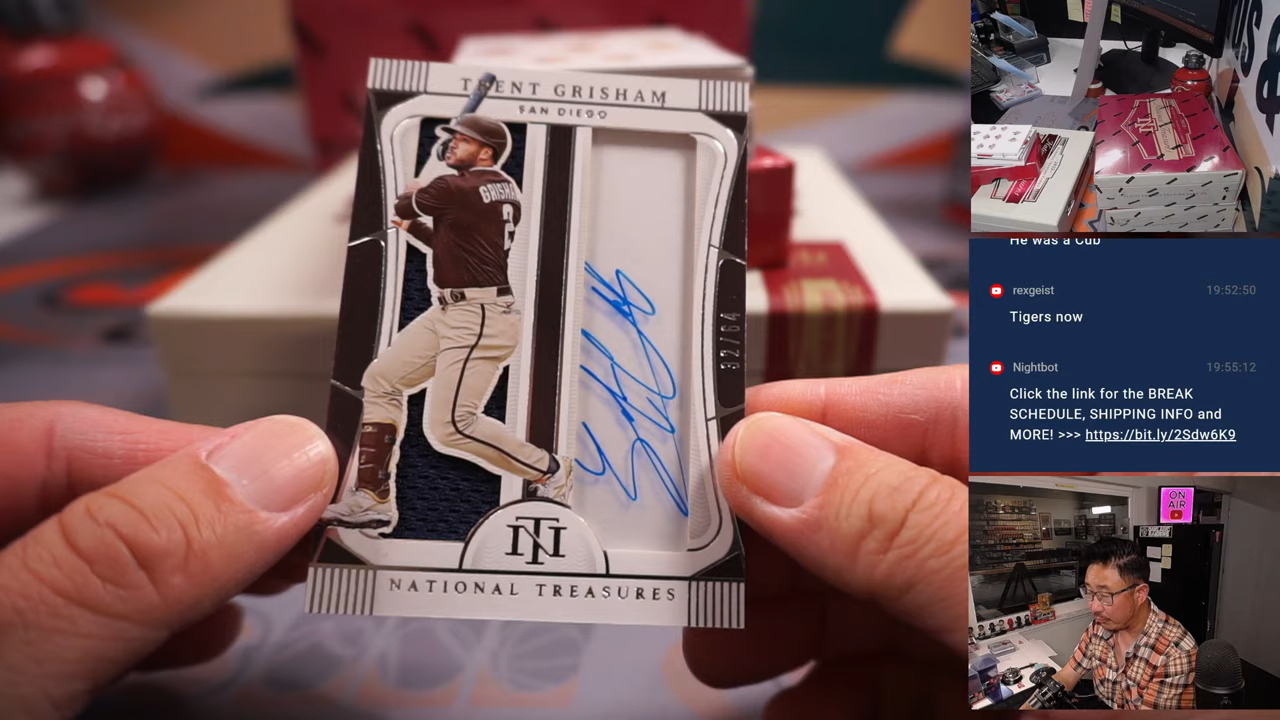 TRENT GRISHAM
SAN DIEGO
GRISHAM
2
32/64
NT
NATIONAL TREASURES
He was a Cub
rexgeist 19:52:50
Tigers now
Nightbot 19:55:12
Click the link for the BREAK
SCHEDULE, SHIPPING INFO and
MORE! >>> https://bit.ly/2Sdw6K9
ON
AIR